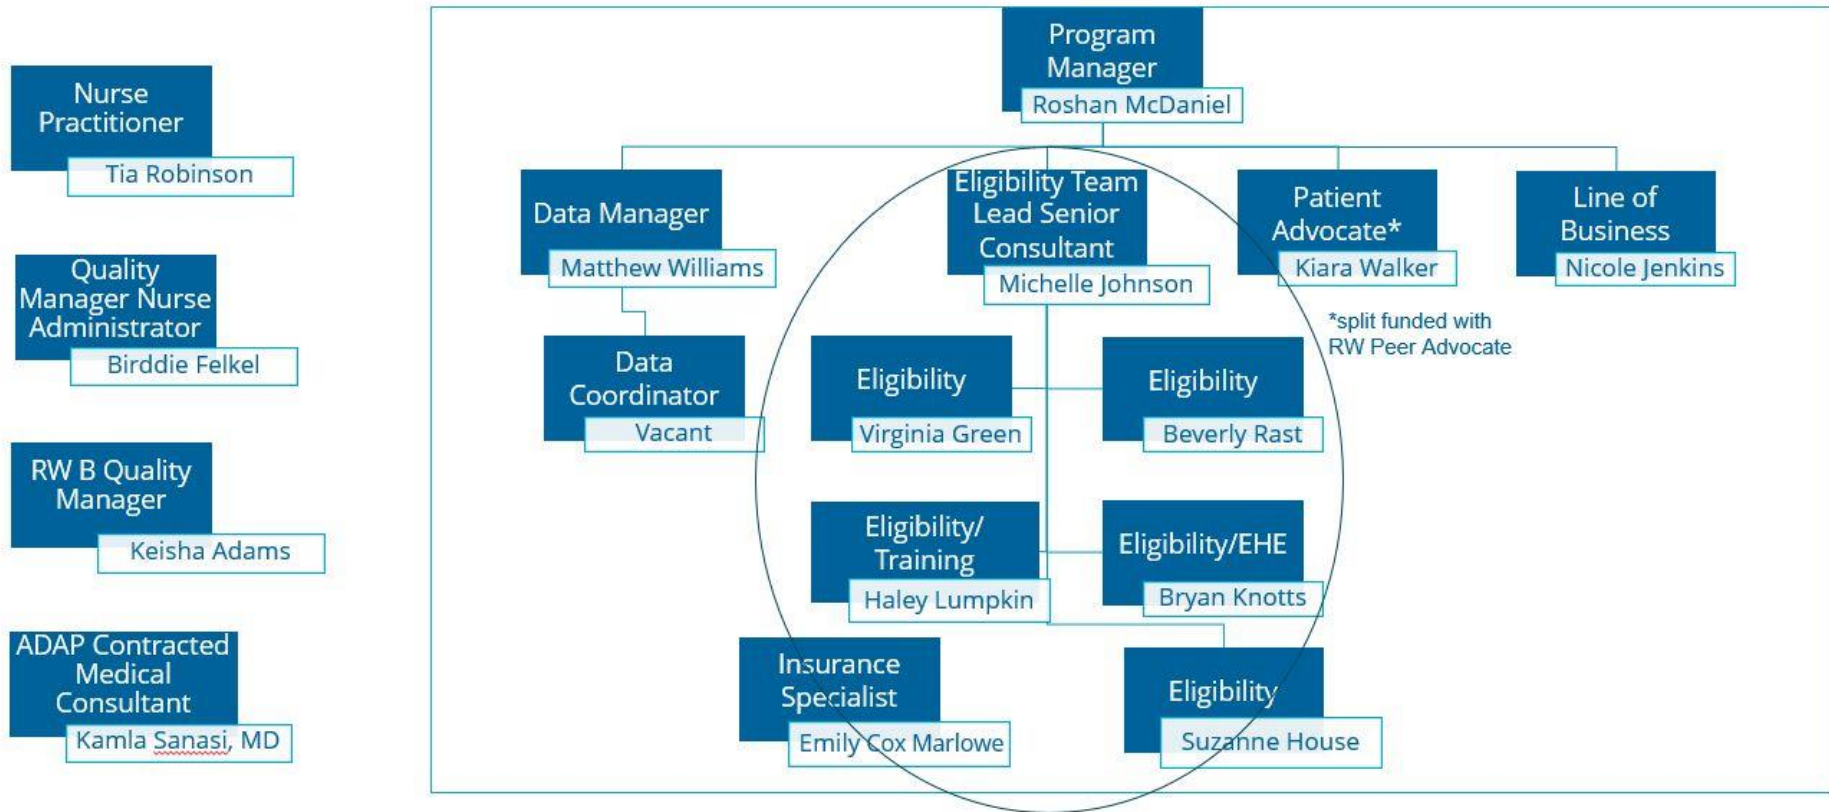 Program
Manager
Roshan McDaniel
Nurse
Practitioner
Tia Robinson
Quality
Manager Nurse
Administrator
Birddie Felkel
RW B Quality
Manager
Keisha Adams
ADAP Contracted
Medical
Consultant
Kamla Sanasi, MD
Data Manager
Matthew Williams
Eligibility Team
Lead Senior
Consultant
Michelle Johnson
Patient
Advocate*
Kiara Walker
Line of
Business
Nicole Jenkins
*split funded with
RW Peer Advocate
Data
Coordinator
Vacant
Eligibility
Virginia Green
Eligibility
Beverly Rast
Eligibility/
Training
Haley Lumpkin
Eligibility/EHE
Bryan Knotts
Insurance
Specialist
Emily Cox Marlowe
Eligibility
Suzanne House